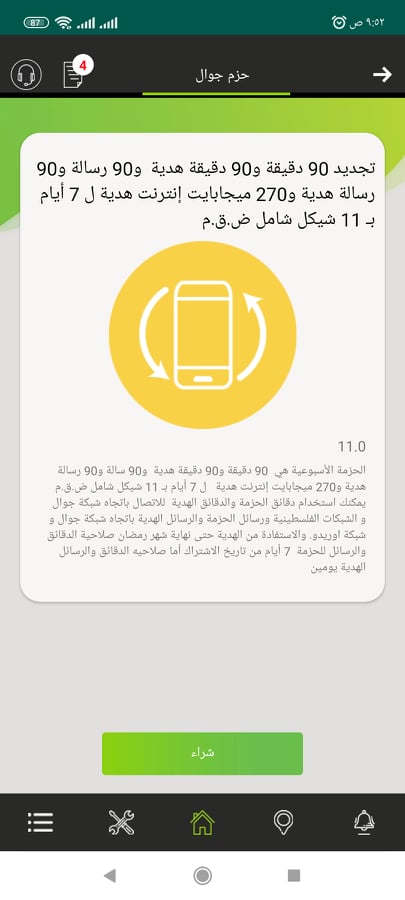 87
٩:٥٢ ص
4
حزم جوال
تجديد 90 دقيقة و90 دقيقة هدية و90 رسالة و90
رسالة هدية و270 ميجابايت إنترنت هدية ل 7 أيام
بـ 11 شيكل شامل ض.ق.م
11.0
الحزمة الأسبوعية هي 90 دقيقة و90 دقيقة هدية و90 سالة و90 رسالة
هدية و270 ميجابايت إنترنت هدية ل 7 أيام بـ 11 شيكل شامل ض.ق.م
يمكنك استخدام دقائق الحزمة والدقائق الهدية للاتصال باتجاه شبكة جوال
و الشبكات الفلسطينية ورسائل الحزمة والرسائل الهدية باتجاه شبكة جوال و
شبكة اوريدو. والاستفادة من الهدية حتى نهاية شهر رمضان صلاحية الدقائق
والرسائل للحزمة 7 أيام من تاريخ الاشتراك أما صلاحيه الدقائق والرسائل
الهدية يومين
شراء